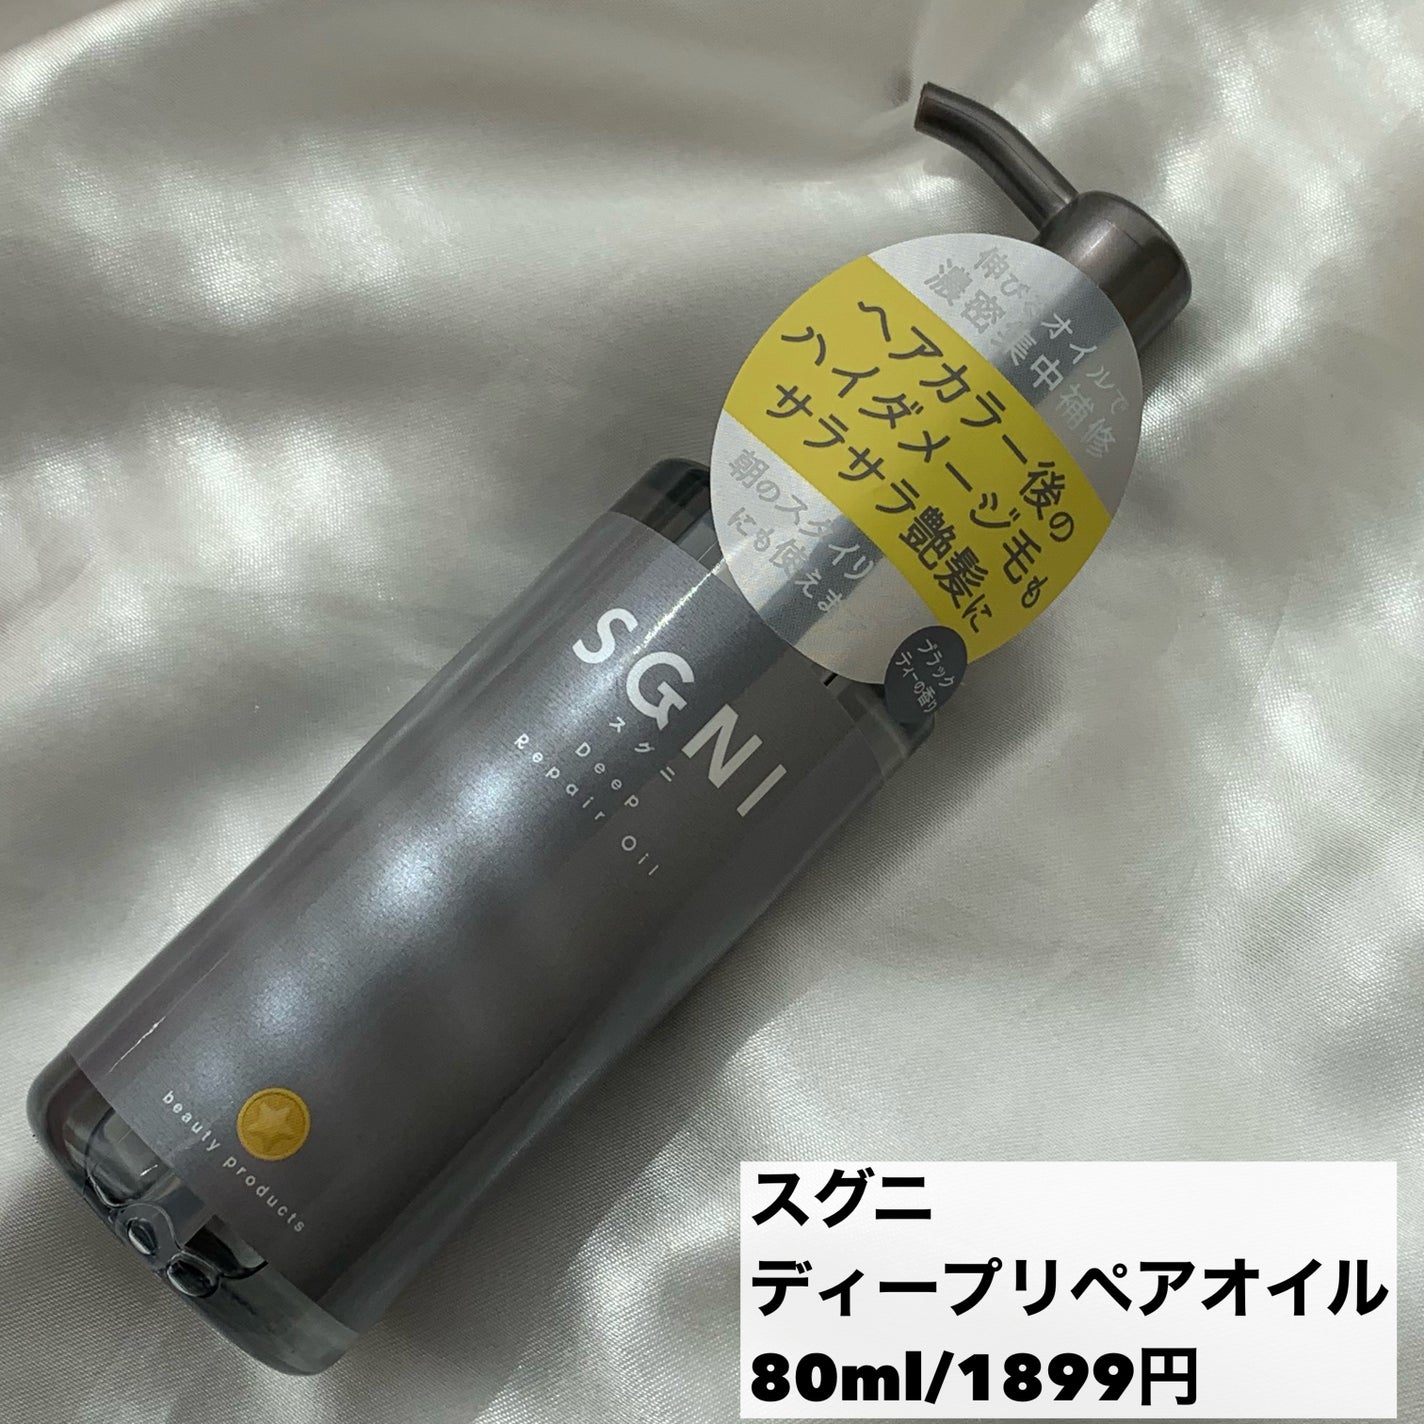 伸びるオイルで
濃密集中補修
ヘアカラー後の
ハイダメージ毛も
サラサラ艶髪に
朝のスタイリ
にも使えま
ブラック
ティーの香り
SGNI
スグニ
Deep
Repair Oil
beauty products
スグニ
ディープリペアオイル
80ml/1899円